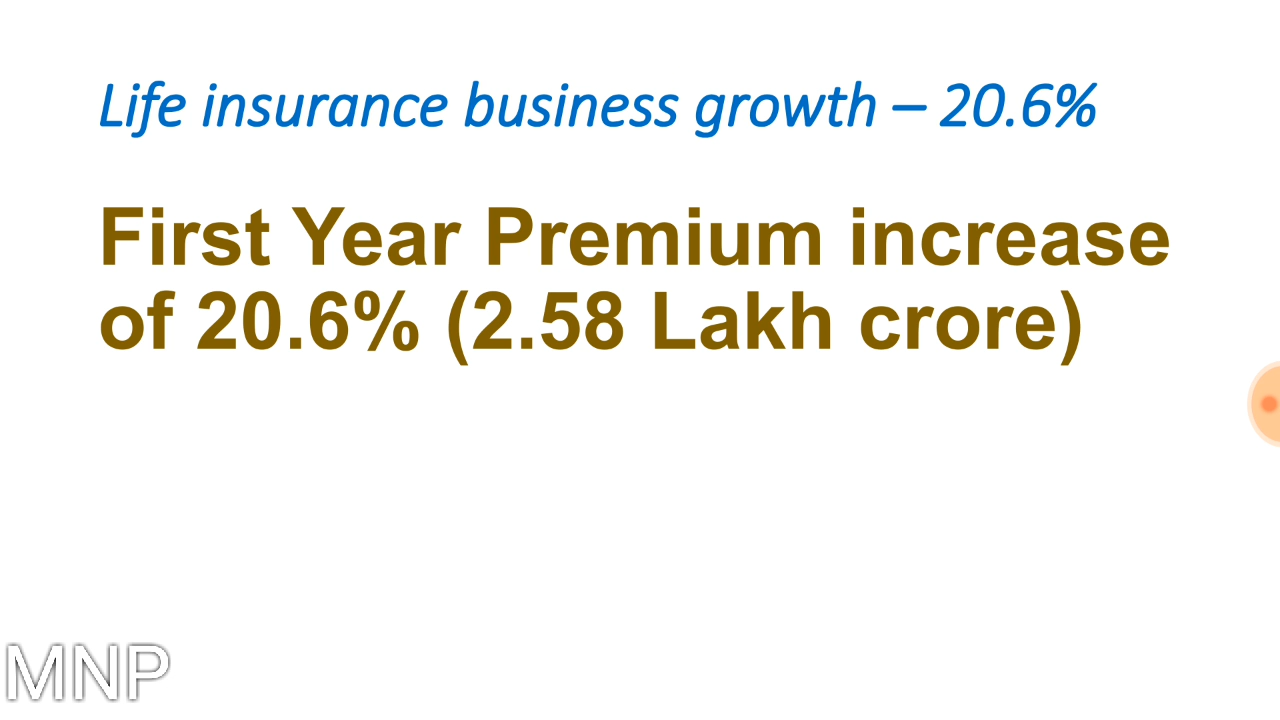 Life insurance business growth – 20.6%
First Year Premium increase
of 20.6% (2.58 Lakh crore)
MNP